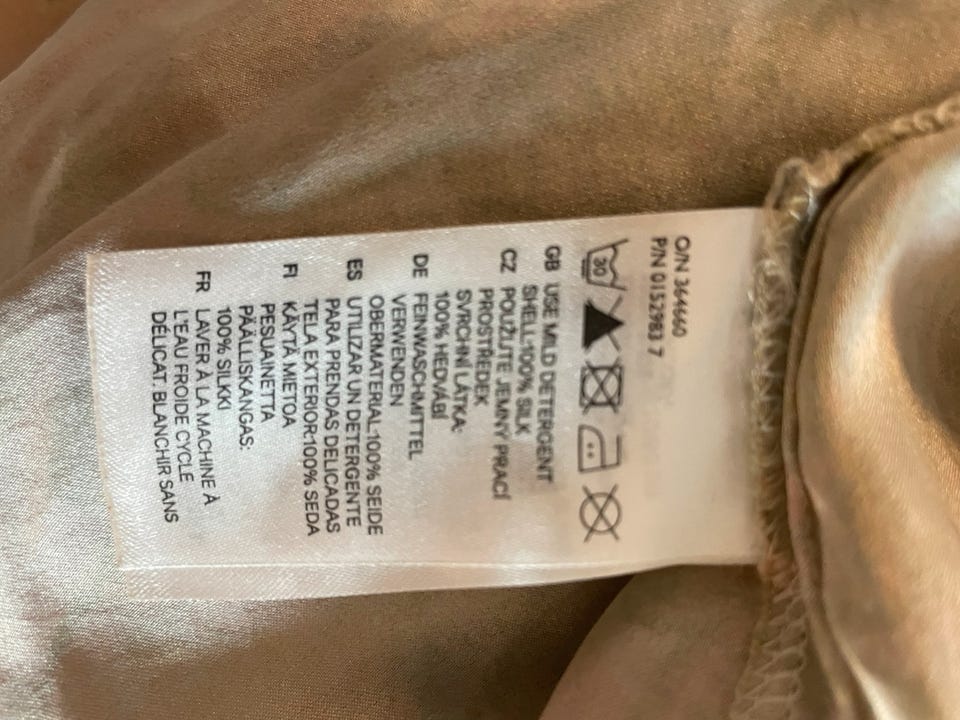 O/N 364660
P/N 0152983 7
30
GB USE MILD DETERGENT
SHELL:100% SILK
CZ POUŽIJTE JEMNÝ PRACÍ
PROSTŘEDEK
SVRCHNÍ LÁTKA:
100% HEDVÁBÍ
DE FEINWASCHMITTEL
VERWENDEN
OBERMATERIAL:100% SEIDE
ES UTILIZAR UN DETERGENTE
PARA PRENDAS DELICADAS
TELA EXTERIOR:100% SEDA
FI KÄYTÄ MIETOA
PESUAINETTA
PÄÄLLISKANGAS:
100% SILKKI
FR LAVER À LA MACHINE À
L'EAU FROIDE CYCLE
DÉLICAT. BLANCHIR SANS